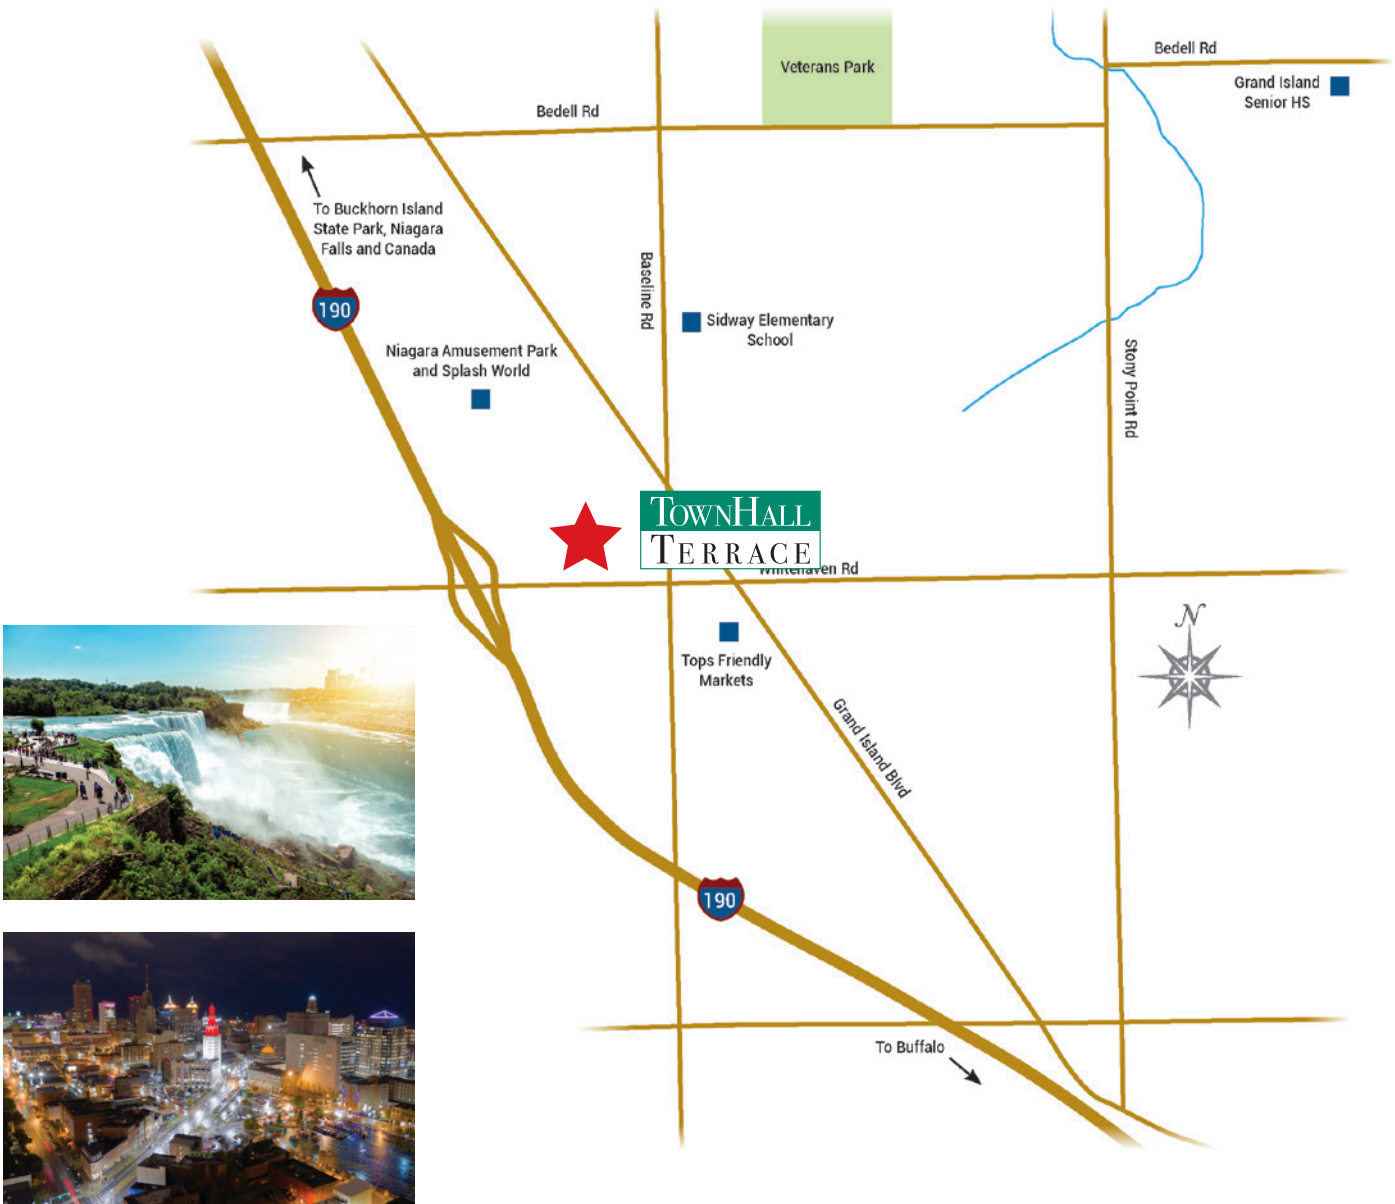 Bedell Rd
Veterans Park
Grand Island
Senior HS
Bedell Rd
To Buckhorn Island
State Park, Niagara
Falls and Canada
Baseline Rd
190
Sidway Elementary
School
Niagara Amusement Park
and Splash World
Stony Point Rd
TOWNHALL
TERRACE
Whitehaven Rd
N
Tops Friendly
Markets
Grand Island Blvd
190
To Buffalo